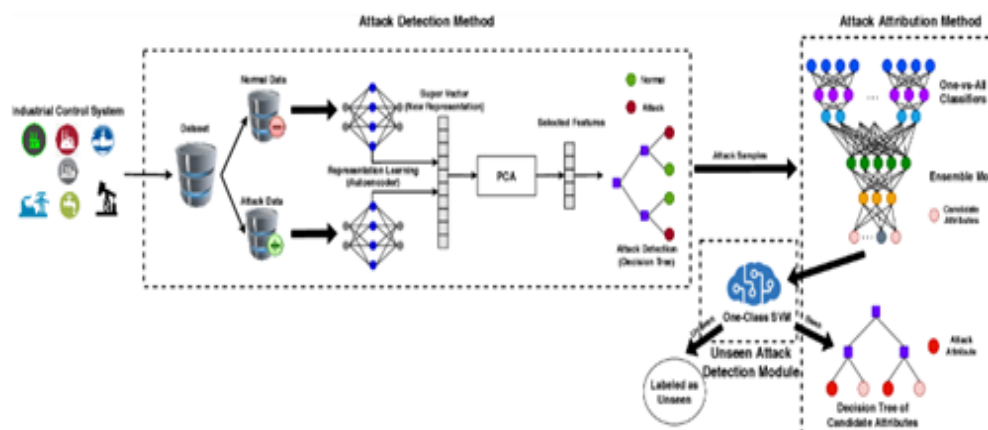 Attack Detection Method
Attack Attribution Method
Industrial Control System
Dataset
Normal Data
Attack Data
Representation Learning
(Autoencoder)
Super Vector
(New Representation)
PCA
Selected Features
Normal
Attack
Attack Detection
(Decision Tree)
Attack Samples
One-vs-All
Classifiers
Ensemble Mo
Candidate
Attributes
One-Class SVM
Unseen Attack
Detection Module
Labeled as
Unseen
Attack
Attribute
Decision Tree of
Candidate Attributes